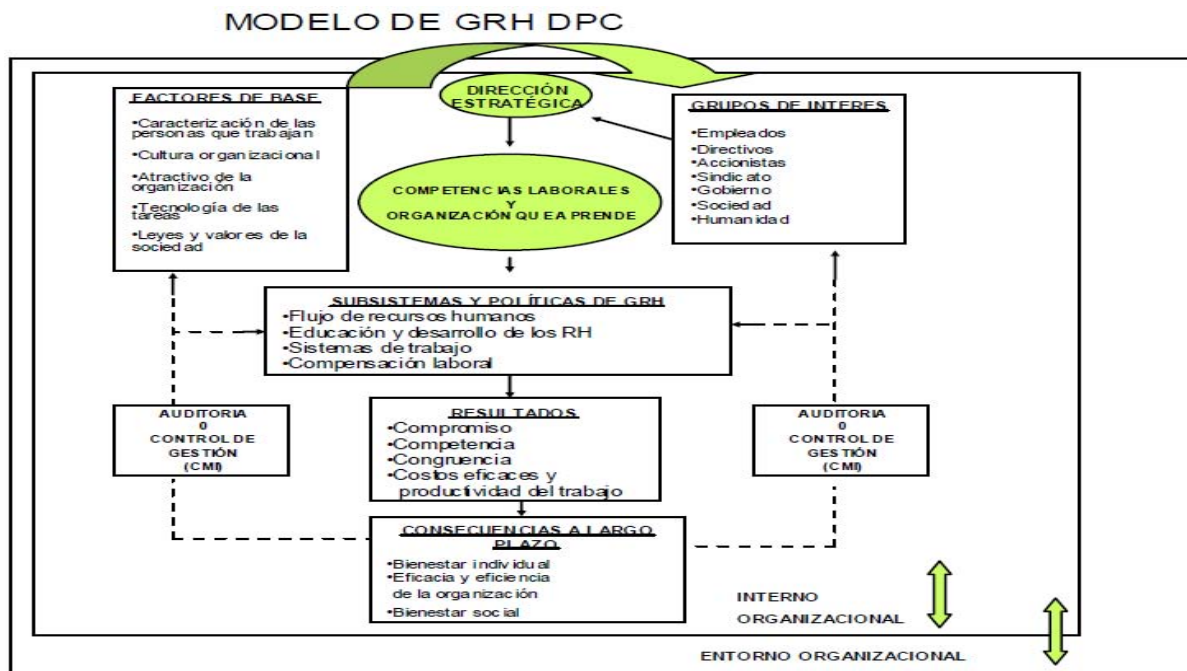 MODELO DE GRH DPC
FACTORES DE BASE
•Caracterización de las
personas que trabajan
•Cultura organizacional
•Atractivo de la
organización
•Tecnología de las
tareas
•Leyes y valores de la
sociedad
DIRECCIÓN
ESTRATÉGICA
GRUPOS DE INTERES
•Empleados
•Directivos
•Accionistas
•Sindicato
•Gobierno
•Sociedad
•Humanidad
COMPETENCIAS LABORALES
Y
ORGANIZACIÓN QU EA PRENDE
SUBSISTEMAS Y POLÍTICAS DE GRH
•Flujo de recursos humanos
•Educación y desarrollo de los RH
•Sistemas de trabajo
•Compensación laboral
AUDITORIA
0
CONTROL DE
GESTIÓN
(CMI)
RESULTADOS
•Compromiso
•Competencia
•Congruencia
•Costos eficaces y
productividad del trabajo
AUDITORIA
0
CONTROL DE
GESTIÓN
(CMI)
CONSECUENCIAS A LARGO
PLAZO
•Bienestar individual
•Eficacia y eficiencia
de la organización
•Bienestar social
INTERNO
ORGANIZACIONAL
ENTORNO ORGANIZACIONAL